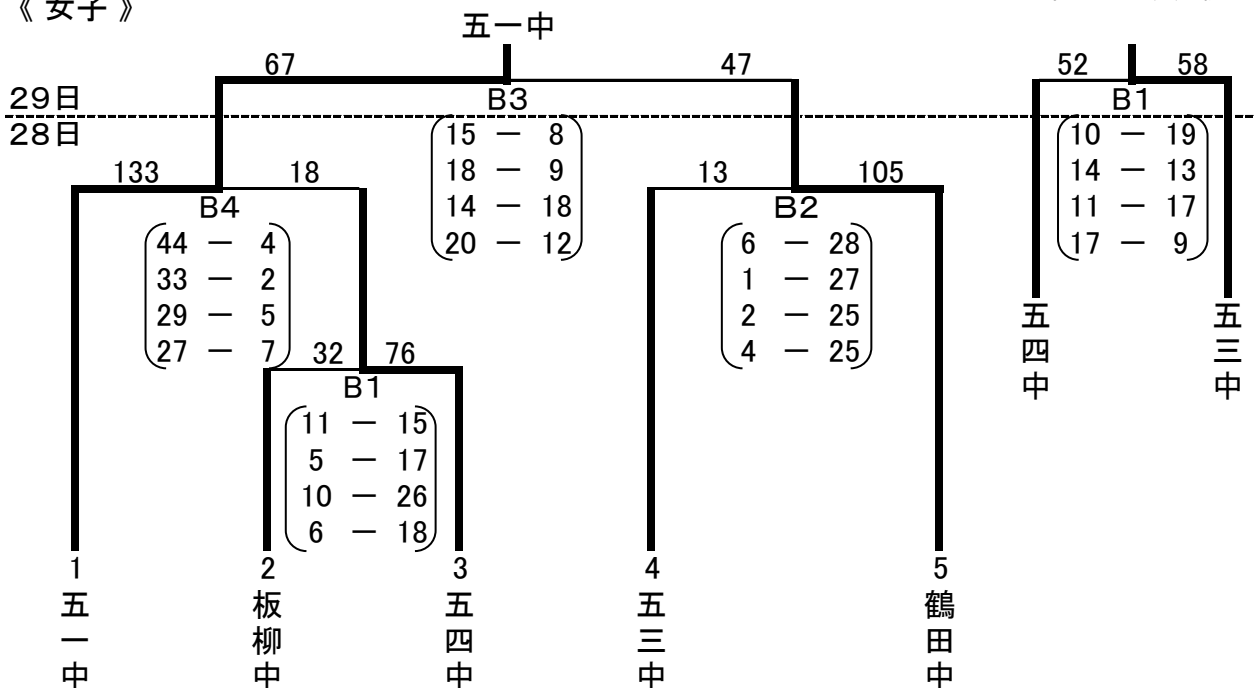 《 女子 》
五一中
67 47 52 58
29日
B3 B1
28日
15 － 8
18 － 9
14 － 18
20 － 12
10 － 19
14 － 13
11 － 17
17 － 9
133 18 13 105
B4 B2
44 － 4
33 － 2
29 － 5
27 － 7
6 － 28
1 － 27
2 － 25
4 － 25
五四中
五三中
32 76
B1
11 － 15
5 － 17
10 － 26
6 － 18
1 2 3 4 5
五一中
板柳中
五四中
五三中
鶴田中